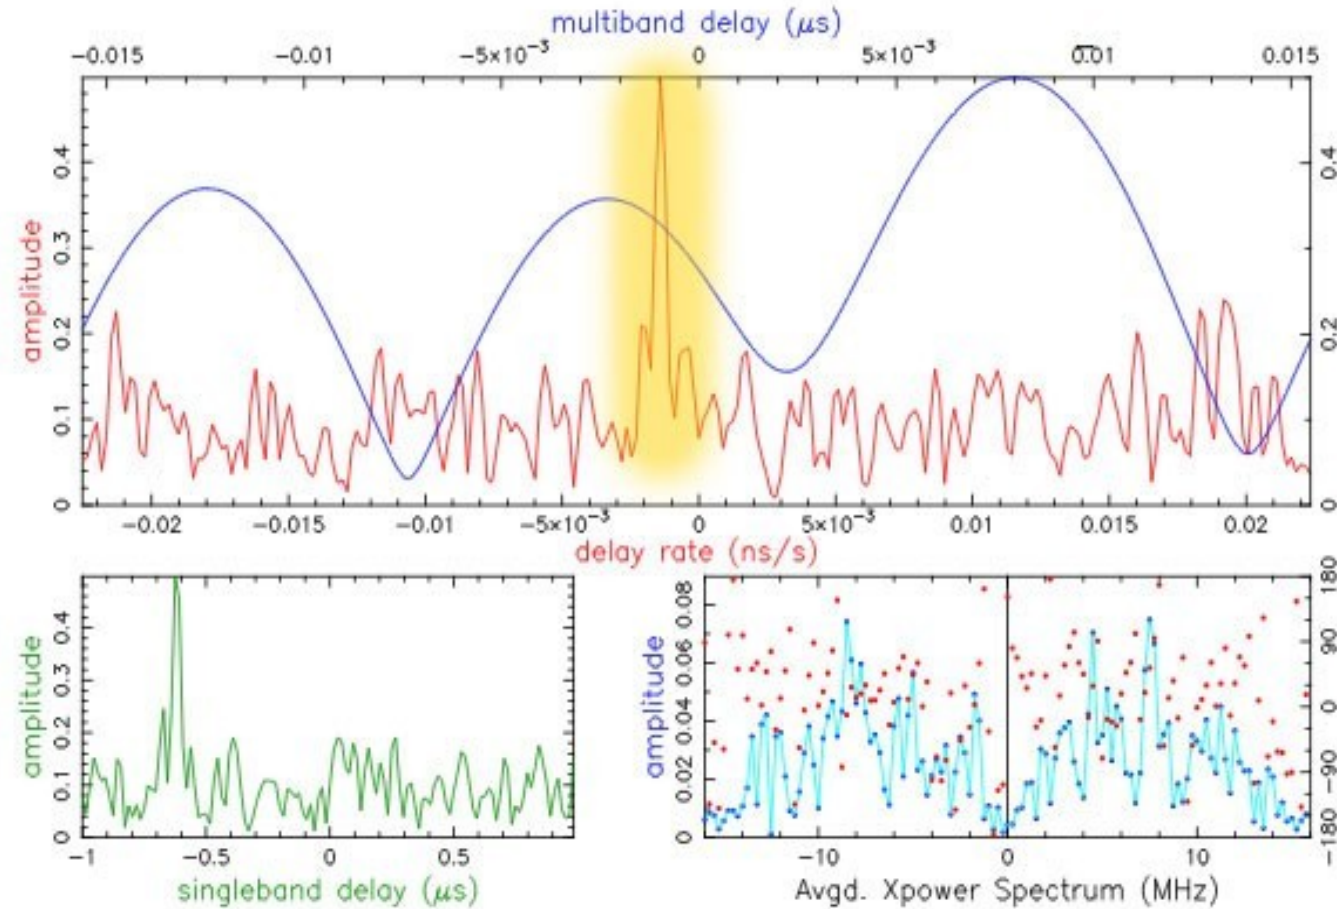 multiband delay (μs)
−0.015 −0.01 −5×10⁻³ 0 5×10⁻³ 0.01 0.015
amplitude
0 0.1 0.2 0.3 0.4
0 0.2 0.4
−0.02 −0.015 −0.01 −5×10⁻³ 0 5×10⁻³ 0.01 0.015 0.02
delay rate (ns/s)
amplitude
0 0.1 0.2 0.3 0.4
−1 −0.5 0 0.5
singleband delay (μs)
amplitude
0 0.02 0.04 0.06 0.08
−180 −90 0 90 180
−10 0 10
Avgd. Xpower Spectrum (MHz)